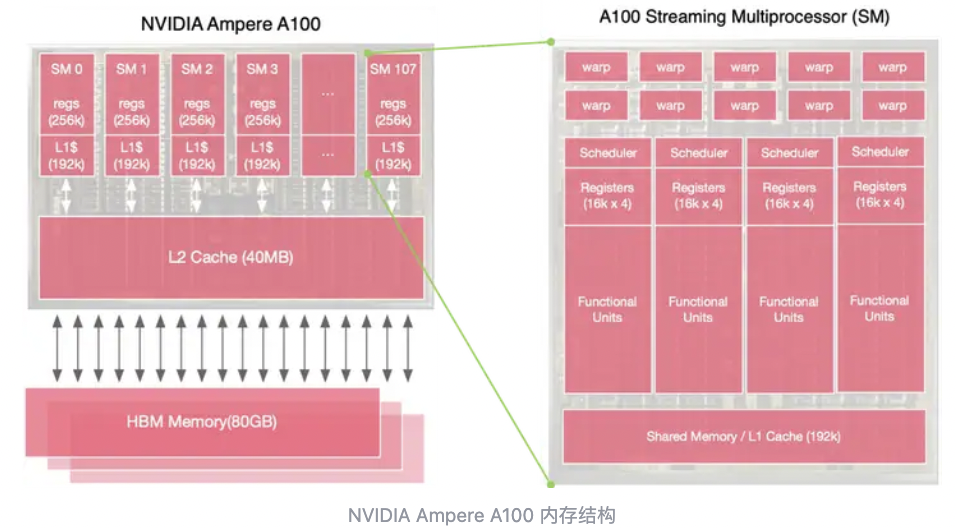 NVIDIA Ampere A100
SM 0
regs
(256k)
L1$
(192k)
SM 1
regs
(256k)
L1$
(192k)
SM 2
regs
(256k)
L1$
(192k)
SM 3
regs
(256k)
L1$
(192k)
...
...
SM 107
regs
(256k)
L1$
(192k)
L2 Cache (40MB)
HBM Memory(80GB)
A100 Streaming Multiprocessor (SM)
warp
warp
warp
warp
warp
warp
warp
warp
warp
warp
Scheduler
Registers
(16k x 4)
Functional
Units
Scheduler
Registers
(16k x 4)
Functional
Units
Scheduler
Registers
(16k x 4)
Functional
Units
Scheduler
Registers
(16k x 4)
Functional
Units
Shared Memory / L1 Cache (192k)
NVIDIA Ampere A100 内存结构